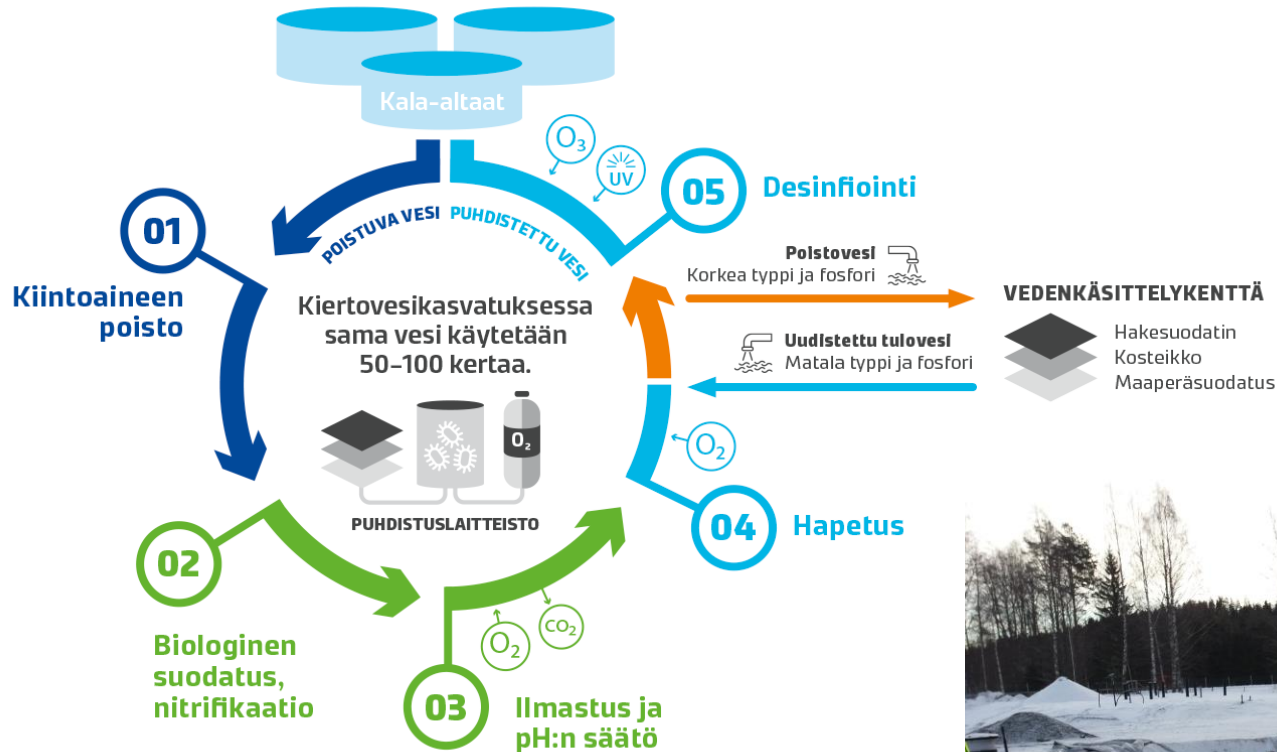 Kala-altaat
O3
UV
POISTUVA VESI
PUHDISTETTU VESI
01
Kiintoaineen
poisto
05
Desinfiointi
Poistovesi
Korkea typpi ja fosfori
Uudistettu tulovesi
Matala typpi ja fosfori
VEDENKÄSITTELYKENTTÄ
Hakesuodatin
Kosteikko
Maaperäsuodatus
Kiertovesikasvatuksessa
sama vesi käytetään
50–100 kertaa.
O2
PUHDISTUSLAITTEISTO
O2
04
Hapetus
02
Biologinen
suodatus,
nitrifikaatio
O2
CO2
03
Ilmastus ja
pH:n säätö